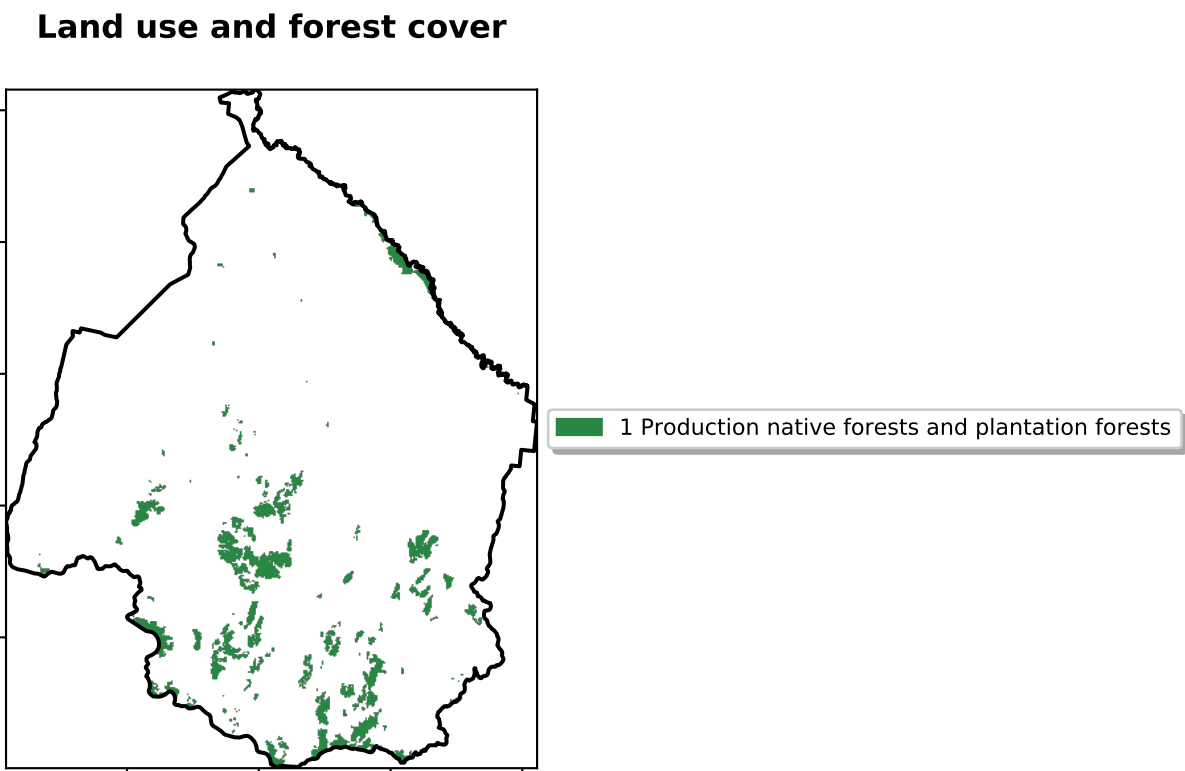 Land use and forest cover
1 Production native forests and plantation forests